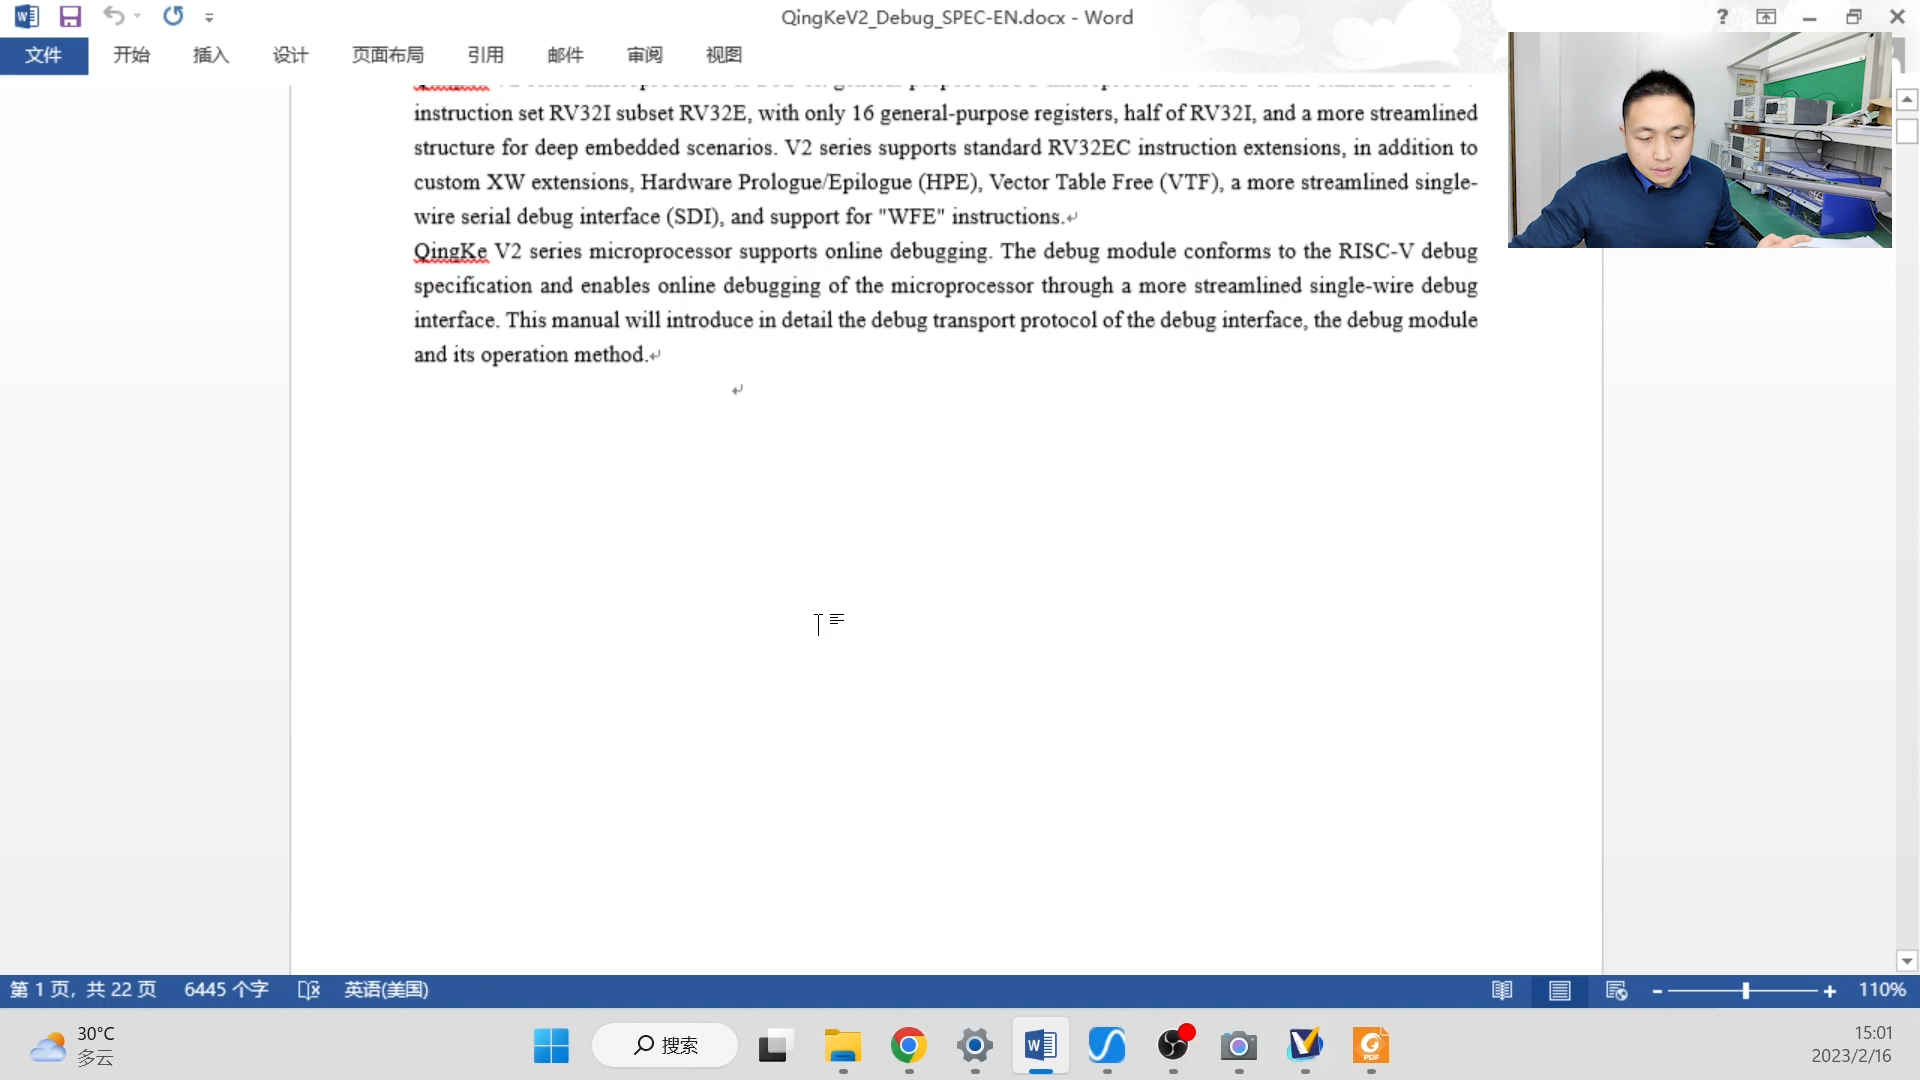 QingKeV2_Debug_SPEC-EN.docx - Word
文件 开始 插入 设计 页面布局 引用 邮件 审阅 视图
instruction set RV32I subset RV32E, with only 16 general-purpose registers, half of RV32I, and a more streamlined
structure for deep embedded scenarios. V2 series supports standard RV32EC instruction extensions, in addition to
custom XW extensions, Hardware Prologue/Epilogue (HPE), Vector Table Free (VTF), a more streamlined single-
wire serial debug interface (SDI), and support for "WFE" instructions.
QingKe V2 series microprocessor supports online debugging. The debug module conforms to the RISC-V debug
specification and enables online debugging of the microprocessor through a more streamlined single-wire debug
interface. This manual will introduce in detail the debug transport protocol of the debug interface, the debug module
and its operation method.
第 1 页，共 22 页 6445 个字 英语(美国) 110%
30°C
多云
搜索
PDF
15:01
2023/2/16